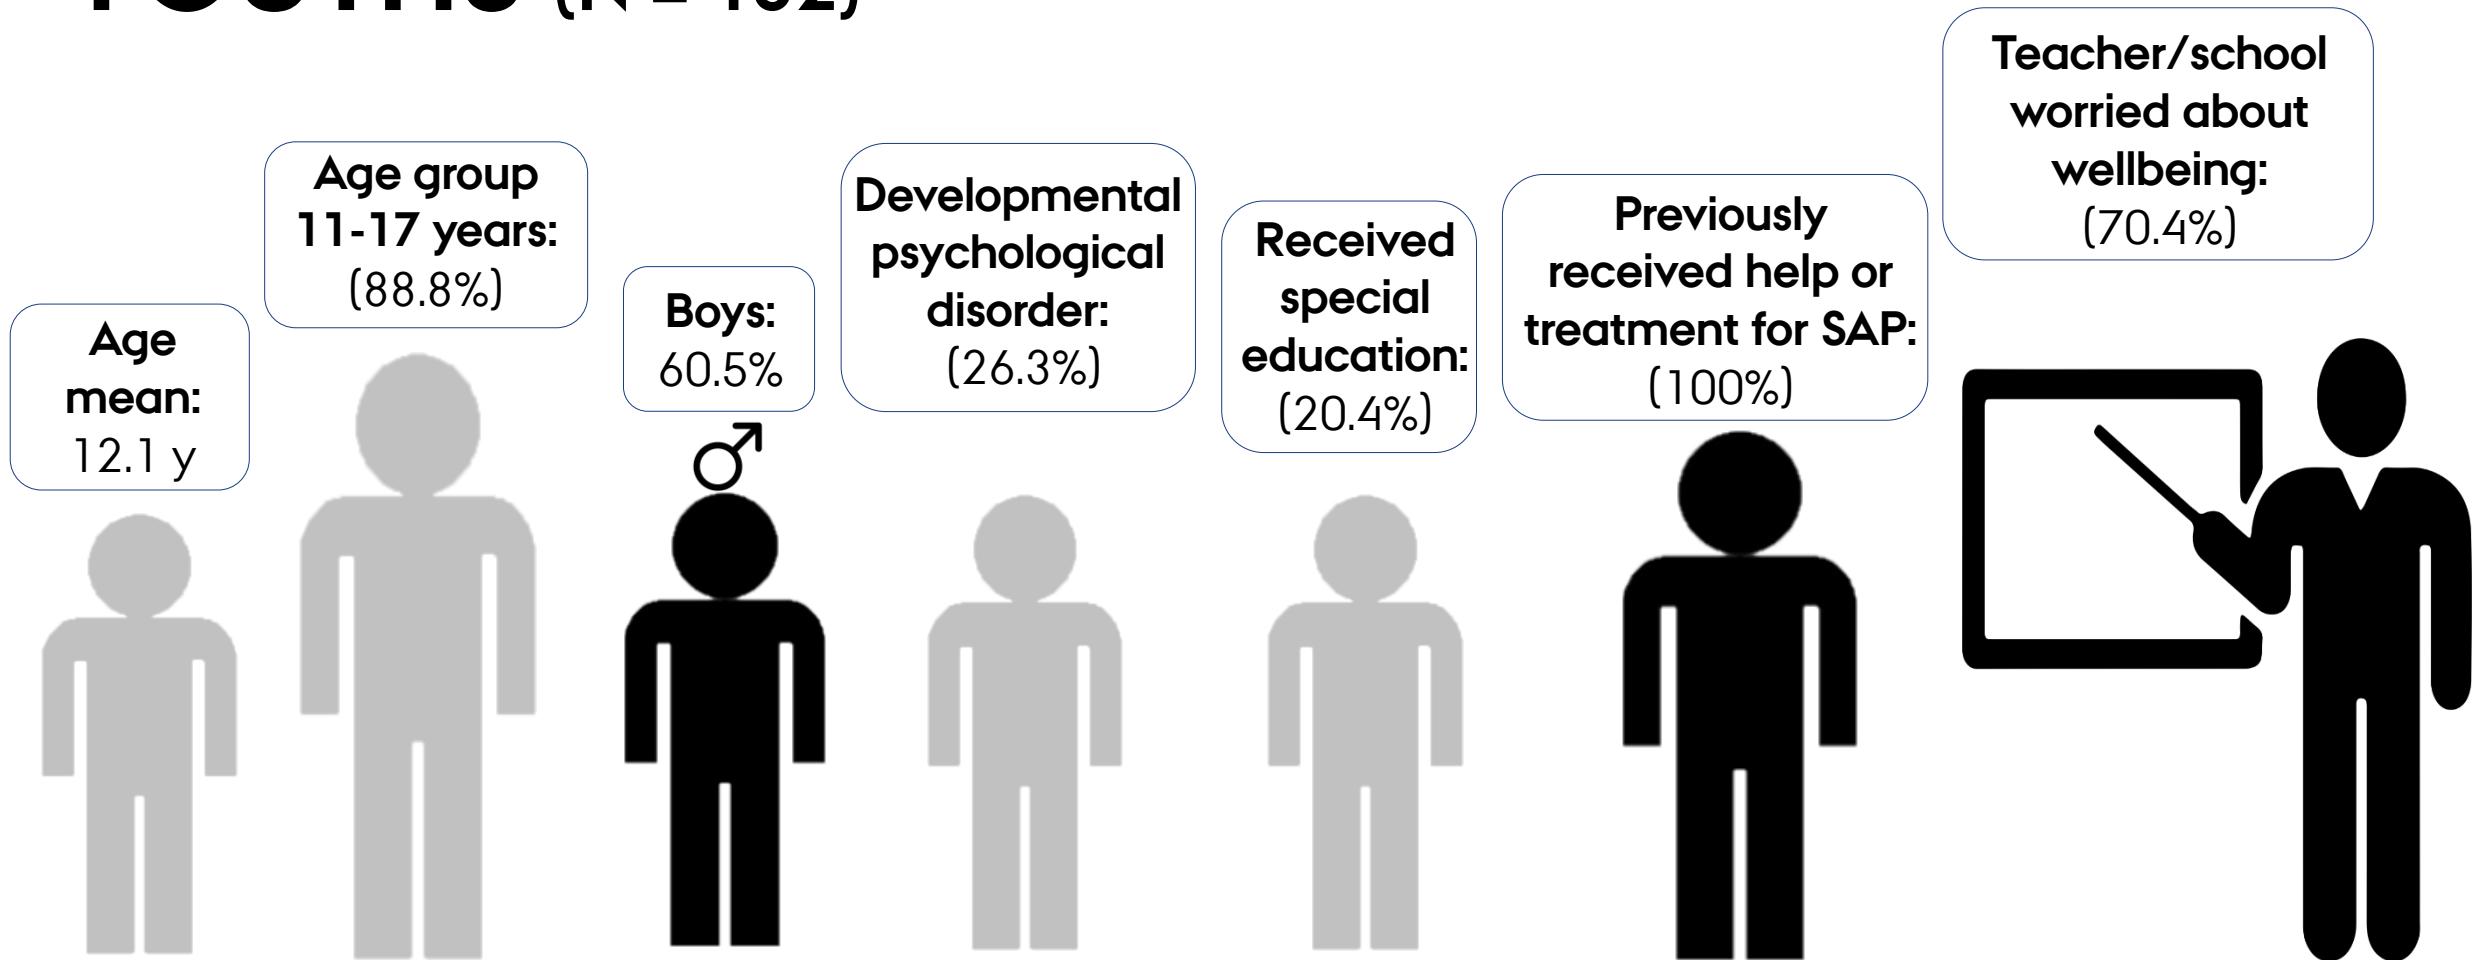 YOUTHS (N = 152)
Age
mean:
12.1 y
Age group
11-17 years:
(88.8%)
Boys:
60.5%
Developmental
psychological
disorder:
(26.3%)
Received
special
education:
(20.4%)
Previously
received help or
treatment for SAP:
(100%)
Teacher/school
worried about
wellbeing:
(70.4%)